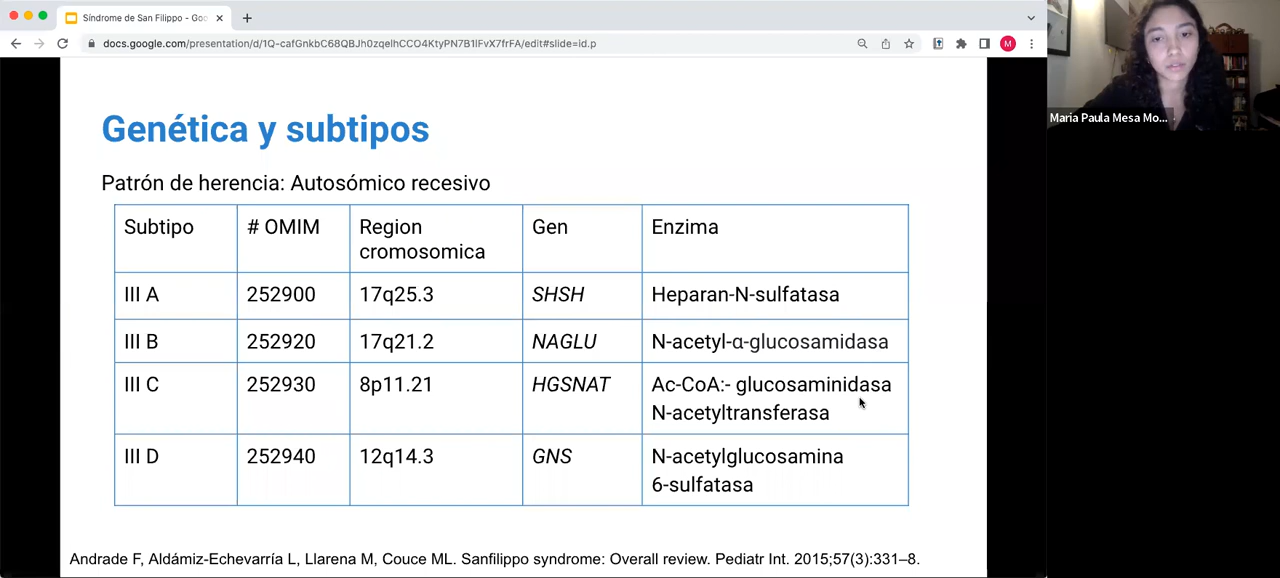 Síndrome de San Filippo - Goo
docs.google.com/presentation/d/1Q-cafGnkbC68QBJh0zqelhCCO4KtyPN7B1lFvX7frFA/edit#slide=id.p
M
María Paula Mesa Mo...
Genética y subtipos
Patrón de herencia: Autosómico recesivo
Subtipo # OMIM Region cromosomica Gen Enzima
III A 252900 17q25.3 SHSH Heparan-N-sulfatasa
III B 252920 17q21.2 NAGLU N-acetyl-α-glucosamidasa
III C 252930 8p11.21 HGSNAT Ac-CoA:- glucosaminidasa
N-acetyltransferasa
III D 252940 12q14.3 GNS N-acetylglucosamina
6-sulfatasa
Andrade F, Aldámiz-Echevarría L, Llarena M, Couce ML. Sanfilippo syndrome: Overall review. Pediatr Int. 2015;57(3):331–8.